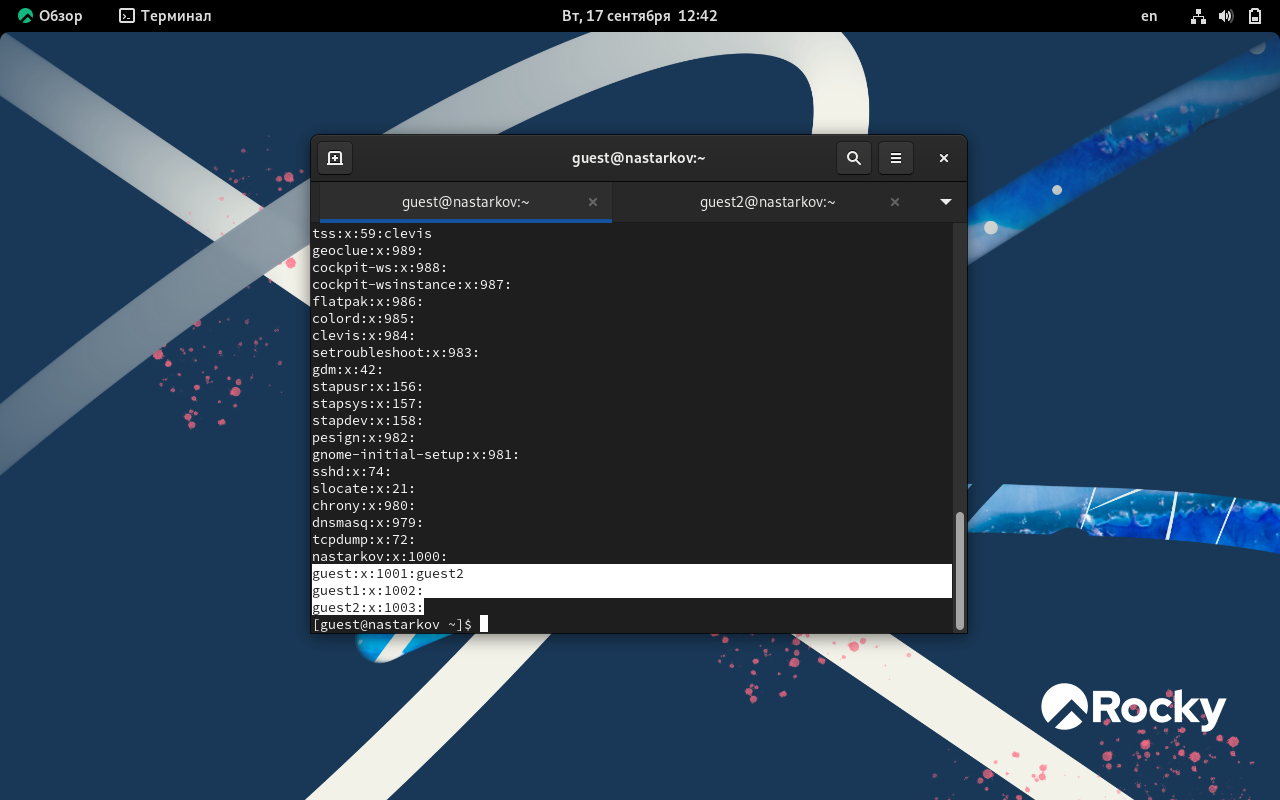 Обзор Терминал Вт, 17 сентября 12:42 en
guest@nastarkov:~
guest@nastarkov:~ guest2@nastarkov:~
tss:x:59:clevis
geoclue:x:989:
cockpit-ws:x:988:
cockpit-wsinstance:x:987:
flatpak:x:986:
colord:x:985:
clevis:x:984:
setroubleshoot:x:983:
gdm:x:42:
stapusr:x:156:
stapsys:x:157:
stapdev:x:158:
pesign:x:982:
gnome-initial-setup:x:981:
sshd:x:74:
slocate:x:21:
chrony:x:980:
dnsmasq:x:979:
tcpdump:x:72:
nastarkov:x:1000:
guest:x:1001:guest2
guest1:x:1002:
guest2:x:1003:
[guest@nastarkov ~]$
Rocky